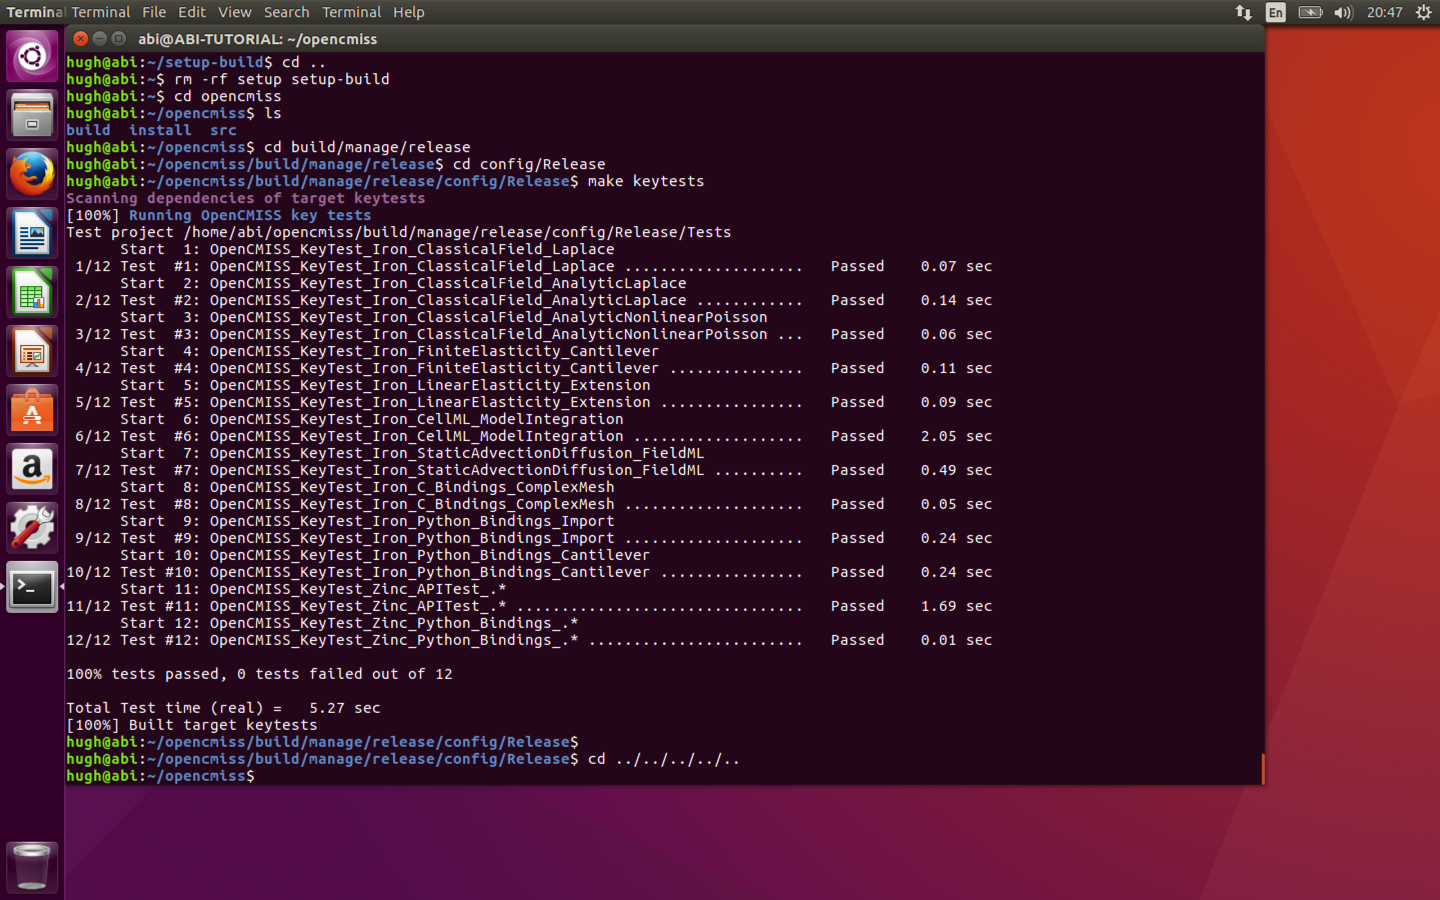 Terminal Terminal File Edit View Search Terminal Help En 20:47
abi@ABI-TUTORIAL: ~/opencmiss
hugh@abi:~/setup-build$ cd ..
hugh@abi:~$ rm -rf setup setup-build
hugh@abi:~$ cd opencmiss
hugh@abi:~/opencmiss$ ls
build  install  src
hugh@abi:~/opencmiss$ cd build/manage/release
hugh@abi:~/opencmiss/build/manage/release$ cd config/Release
hugh@abi:~/opencmiss/build/manage/release/config/Release$ make keytests
Scanning dependencies of target keytests
[100%] Running OpenCMISS key tests
Test project /home/abi/opencmiss/build/manage/release/config/Release/Tests
      Start  1: OpenCMISS_KeyTest_Iron_ClassicalField_Laplace
 1/12 Test  #1: OpenCMISS_KeyTest_Iron_ClassicalField_Laplace ....................   Passed    0.07 sec
      Start  2: OpenCMISS_KeyTest_Iron_ClassicalField_AnalyticLaplace
 2/12 Test  #2: OpenCMISS_KeyTest_Iron_ClassicalField_AnalyticLaplace ............   Passed    0.14 sec
      Start  3: OpenCMISS_KeyTest_Iron_ClassicalField_AnalyticNonlinearPoisson
 3/12 Test  #3: OpenCMISS_KeyTest_Iron_ClassicalField_AnalyticNonlinearPoisson ...   Passed    0.06 sec
      Start  4: OpenCMISS_KeyTest_Iron_FiniteElasticity_Cantilever
 4/12 Test  #4: OpenCMISS_KeyTest_Iron_FiniteElasticity_Cantilever ...............   Passed    0.11 sec
      Start  5: OpenCMISS_KeyTest_Iron_LinearElasticity_Extension
 5/12 Test  #5: OpenCMISS_KeyTest_Iron_LinearElasticity_Extension ................   Passed    0.09 sec
      Start  6: OpenCMISS_KeyTest_Iron_CellML_ModelIntegration
 6/12 Test  #6: OpenCMISS_KeyTest_Iron_CellML_ModelIntegration ...................   Passed    2.05 sec
      Start  7: OpenCMISS_KeyTest_Iron_StaticAdvectionDiffusion_FieldML
 7/12 Test  #7: OpenCMISS_KeyTest_Iron_StaticAdvectionDiffusion_FieldML ..........   Passed    0.49 sec
      Start  8: OpenCMISS_KeyTest_Iron_C_Bindings_ComplexMesh
 8/12 Test  #8: OpenCMISS_KeyTest_Iron_C_Bindings_ComplexMesh ....................   Passed    0.05 sec
      Start  9: OpenCMISS_KeyTest_Iron_Python_Bindings_Import
 9/12 Test  #9: OpenCMISS_KeyTest_Iron_Python_Bindings_Import ....................   Passed    0.24 sec
      Start 10: OpenCMISS_KeyTest_Iron_Python_Bindings_Cantilever
10/12 Test #10: OpenCMISS_KeyTest_Iron_Python_Bindings_Cantilever ................   Passed    0.24 sec
      Start 11: OpenCMISS_KeyTest_Zinc_APITest_.*
11/12 Test #11: OpenCMISS_KeyTest_Zinc_APITest_.* ................................   Passed    1.69 sec
      Start 12: OpenCMISS_KeyTest_Zinc_Python_Bindings_.*
12/12 Test #12: OpenCMISS_KeyTest_Zinc_Python_Bindings_.* ........................   Passed    0.01 sec
100% tests passed, 0 tests failed out of 12
Total Test time (real) =   5.27 sec
[100%] Built target keytests
hugh@abi:~/opencmiss/build/manage/release/config/Release$
hugh@abi:~/opencmiss/build/manage/release/config/Release$ cd ../../../../..
hugh@abi:~/opencmiss$